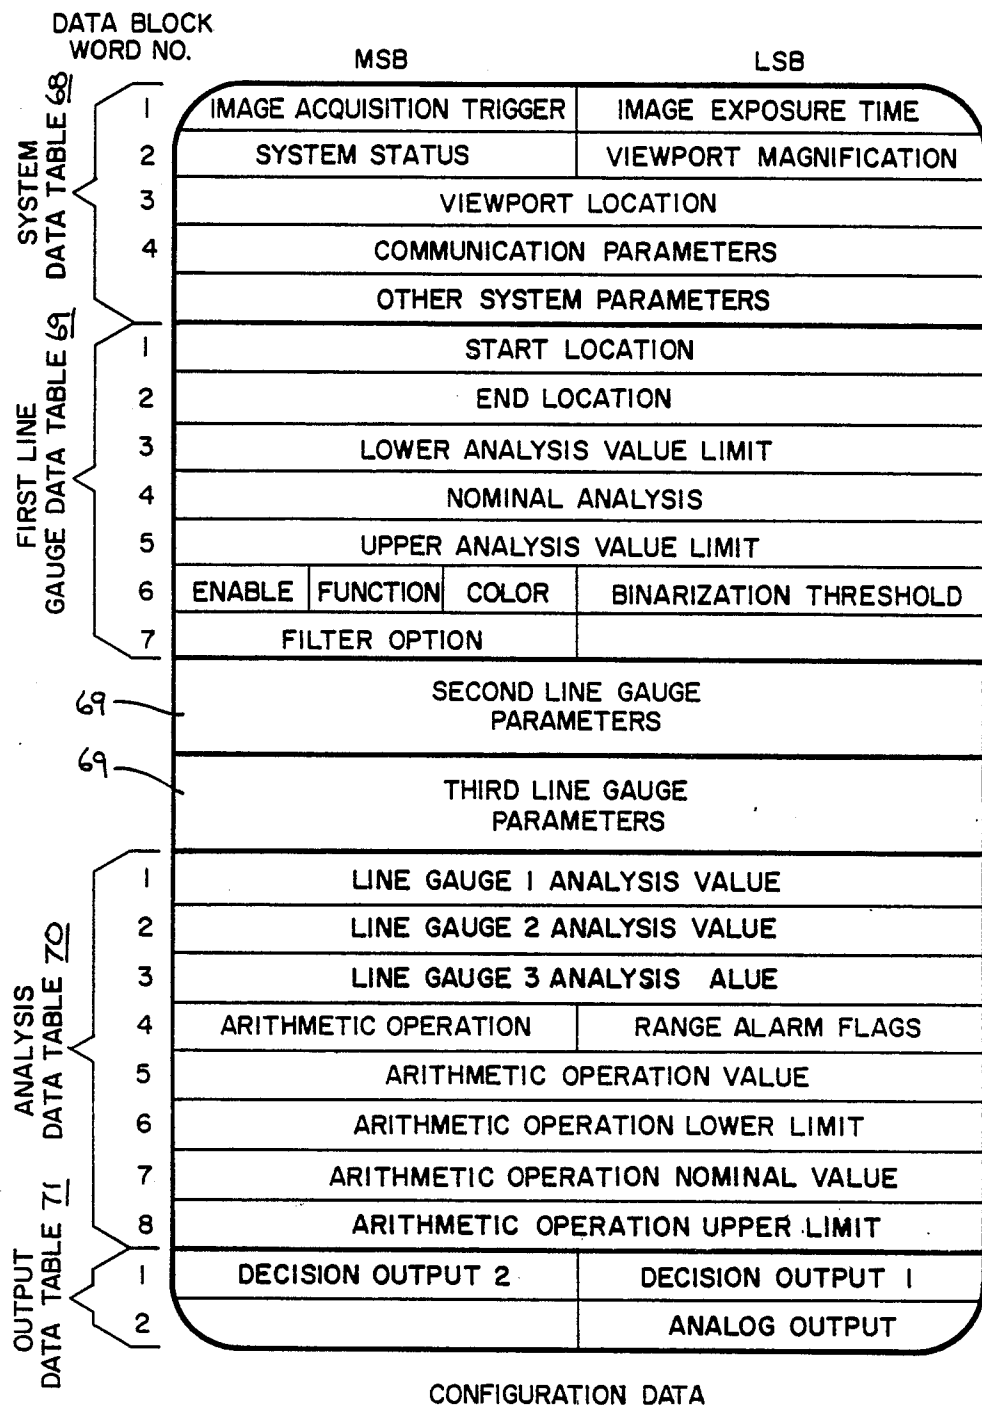 DATA BLOCK
WORD NO.
MSB
LSB
SYSTEM
DATA TABLE 68
1 IMAGE ACQUISITION TRIGGER IMAGE EXPOSURE TIME
2 SYSTEM STATUS VIEWPORT MAGNIFICATION
3 VIEWPORT LOCATION
4 COMMUNICATION PARAMETERS
OTHER SYSTEM PARAMETERS
FIRST LINE
GAUGE DATA TABLE 69
1 START LOCATION
2 END LOCATION
3 LOWER ANALYSIS VALUE LIMIT
4 NOMINAL ANALYSIS
5 UPPER ANALYSIS VALUE LIMIT
6 ENABLE FUNCTION COLOR BINARIZATION THRESHOLD
7 FILTER OPTION
69
SECOND LINE GAUGE
PARAMETERS
69
THIRD LINE GAUGE
PARAMETERS
ANALYSIS
DATA TABLE 70
1 LINE GAUGE 1 ANALYSIS VALUE
2 LINE GAUGE 2 ANALYSIS VALUE
3 LINE GAUGE 3 ANALYSIS ALUE
4 ARITHMETIC OPERATION RANGE ALARM FLAGS
5 ARITHMETIC OPERATION VALUE
6 ARITHMETIC OPERATION LOWER LIMIT
7 ARITHMETIC OPERATION NOMINAL VALUE
8 ARITHMETIC OPERATION UPPER LIMIT
OUTPUT
DATA TABLE 71
1 DECISION OUTPUT 2 DECISION OUTPUT 1
2 ANALOG OUTPUT
CONFIGURATION DATA